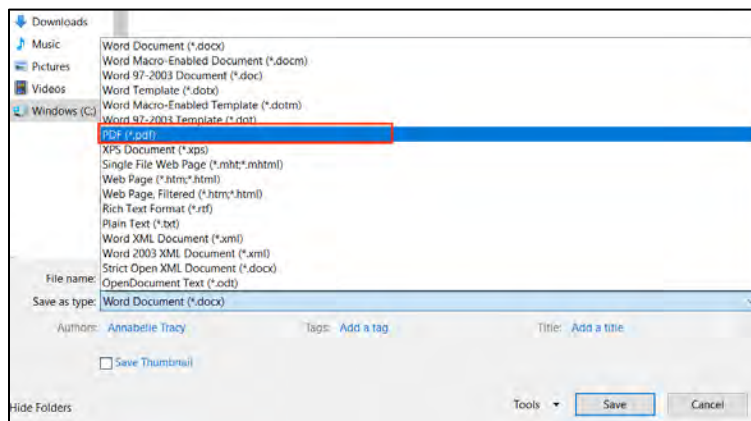 Downloads
Music
Pictures
Videos
Windows (C:)
Word Document (*.docx)
Word Macro-Enabled Document (*.docm)
Word 97-2003 Document (*.doc)
Word Template (*.dotx)
Word Macro-Enabled Template (*.dotm)
Word 97-2003 Template (*.dot)
PDF (*.pdf)
XPS Document (*.xps)
Single File Web Page (*.mht;*.mhtml)
Web Page (*.htm;*.html)
Web Page, Filtered (*.htm;*.html)
Rich Text Format (*.rtf)
Plain Text (*.txt)
Word XML Document (*.xml)
Word 2003 XML Document (*.xml)
Strict Open XML Document (*.docx)
OpenDocument Text (*.odt)
File name:
Save as type: Word Document (*.docx)
Authors: Annabelle Tracy Tags: Add a tag Title: Add a title
Save Thumbnail
Hide Folders Tools Save Cancel